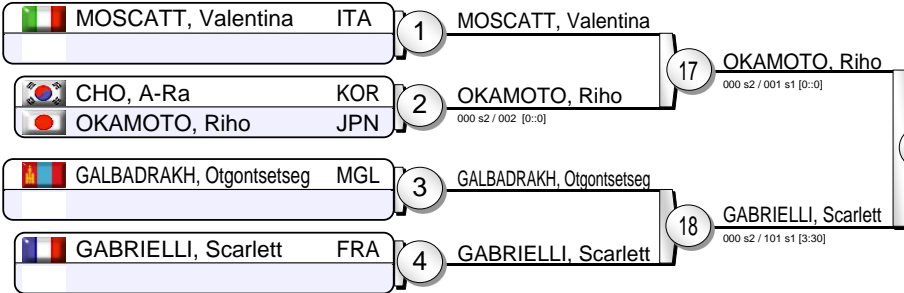 MOSCATT, Valentina ITA
1
MOSCATT, Valentina
CHO, A-Ra KOR
OKAMOTO, Riho JPN
2
OKAMOTO, Riho
000 s2 / 002 [0::0]
17
OKAMOTO, Riho
000 s2 / 001 s1 [0::0]
GALBADRAKH, Otgontsetseg MGL
3
GALBADRAKH, Otgontsetseg
GABRIELLI, Scarlett FRA
4
GABRIELLI, Scarlett
18
GABRIELLI, Scarlett
000 s2 / 101 s1 [3:30]